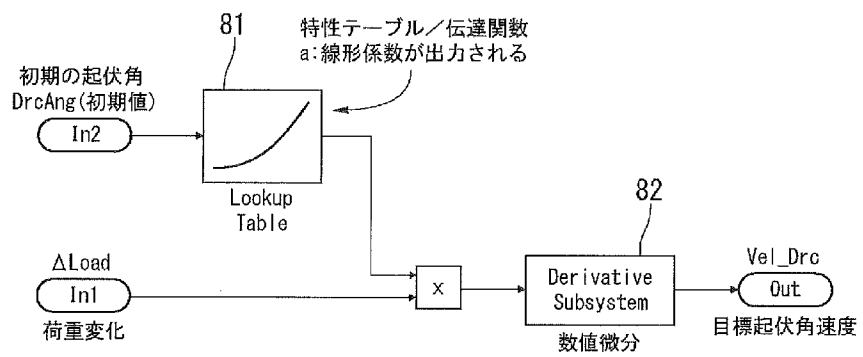 81
特性テーブル／伝達関数
a:線形係数が出力される
初期の起伏角
DrcAng(初期値)
In2
Lookup
Table
82
ΔLoad
In1
荷重変化
x
Derivative
Subsystem
数値微分
Vel_Drc
Out
目標起伏角速度